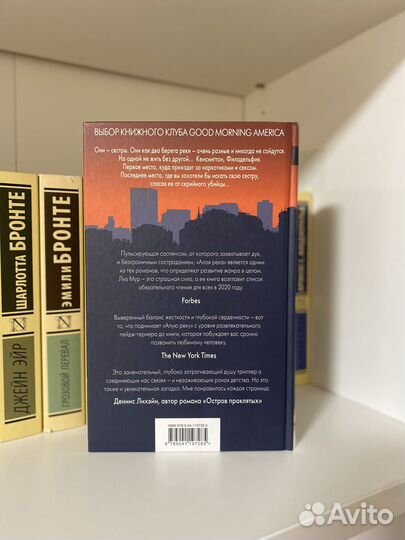 ВЫБОР КНИЖНОГО КЛУБА GOOD MORNING AMERICA
Они – сестры. Они как два берега реки – очень разные и никогда не сойдутся.
Но одной не жить без другой... Кенсингтон, Филадельфия.
Первое место, куда приходят за наркотиками и сексом.
Последнее место, где вы захотели бы искать свою сестру,
спасая ее от серийного убийцы...
Пульсирующая саспенсом, от которого захватывает дух,
и безграничным состраданием, «Алая река» является одним
из тех романов, что определяют развитие жанра в целом.
Лиз Мур – это страшная сила, а ее книга возглавит список
обязательного чтения для всех в 2020 году.
Forbes
Выверенный баланс жесткости и глубокой сердечности – вот
то, что поднимает «Алую реку» с уровня развлекательного
пейдж-тернера до книги, которая побуждает вас срочно
позвонить любимому человеку.
The New York Times
Это замечательный, глубоко затрагивающий душу триллер о
соединяющих нас связях – и незаживающих ранах детства. Но это
также и увлекательная загадка. Мне понравилась каждая страница.
Деннис Лихэйн, автор романа «Остров проклятых»
ШАРЛОТТА БРОНТЕ
ДЖЕЙН ЭЙР
ЭМИЛИ БРОНТЕ
ГРОЗОВОЙ ПЕРЕВАЛ
Avito